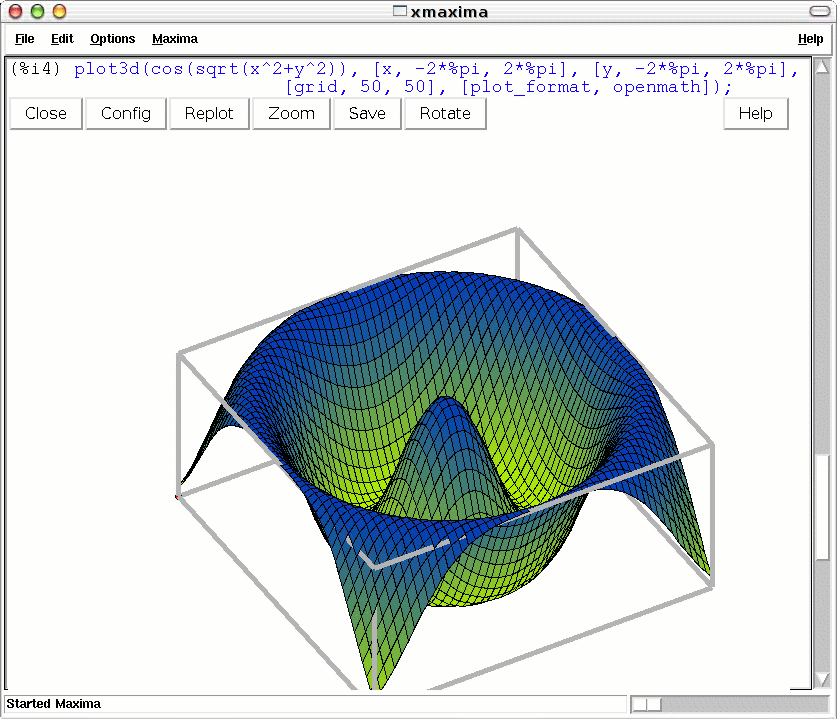 xmaxima
File Edit Options Maxima Help
(%i4) plot3d(cos(sqrt(x^2+y^2)), [x, -2*%pi, 2*%pi], [y, -2*%pi, 2*%pi],
[grid, 50, 50], [plot_format, openmath]);
Close Config Replot Zoom Save Rotate Help
Started Maxima